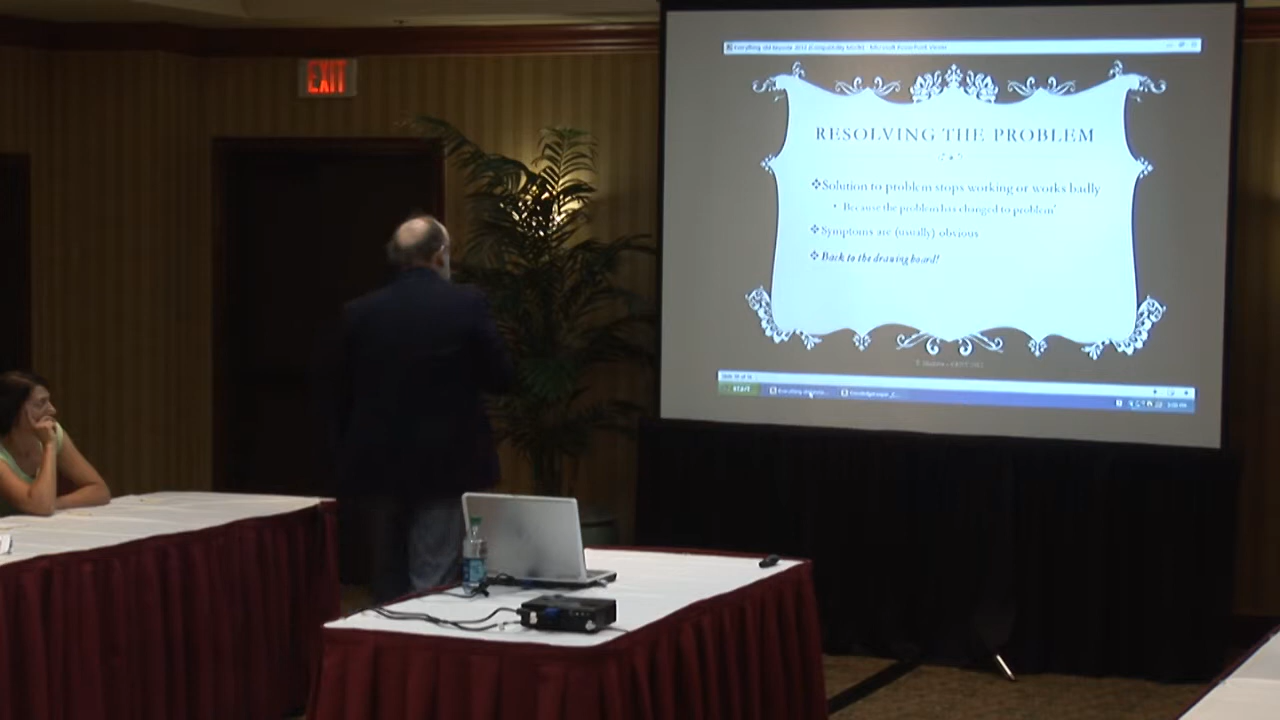 EXIT
RESOLVING THE PROBLEM
❖Solution to problem stops working or works badly
• Because the problem has changed to problem'
❖Symptoms are (usually) obvious
❖Back to the drawing board!
START